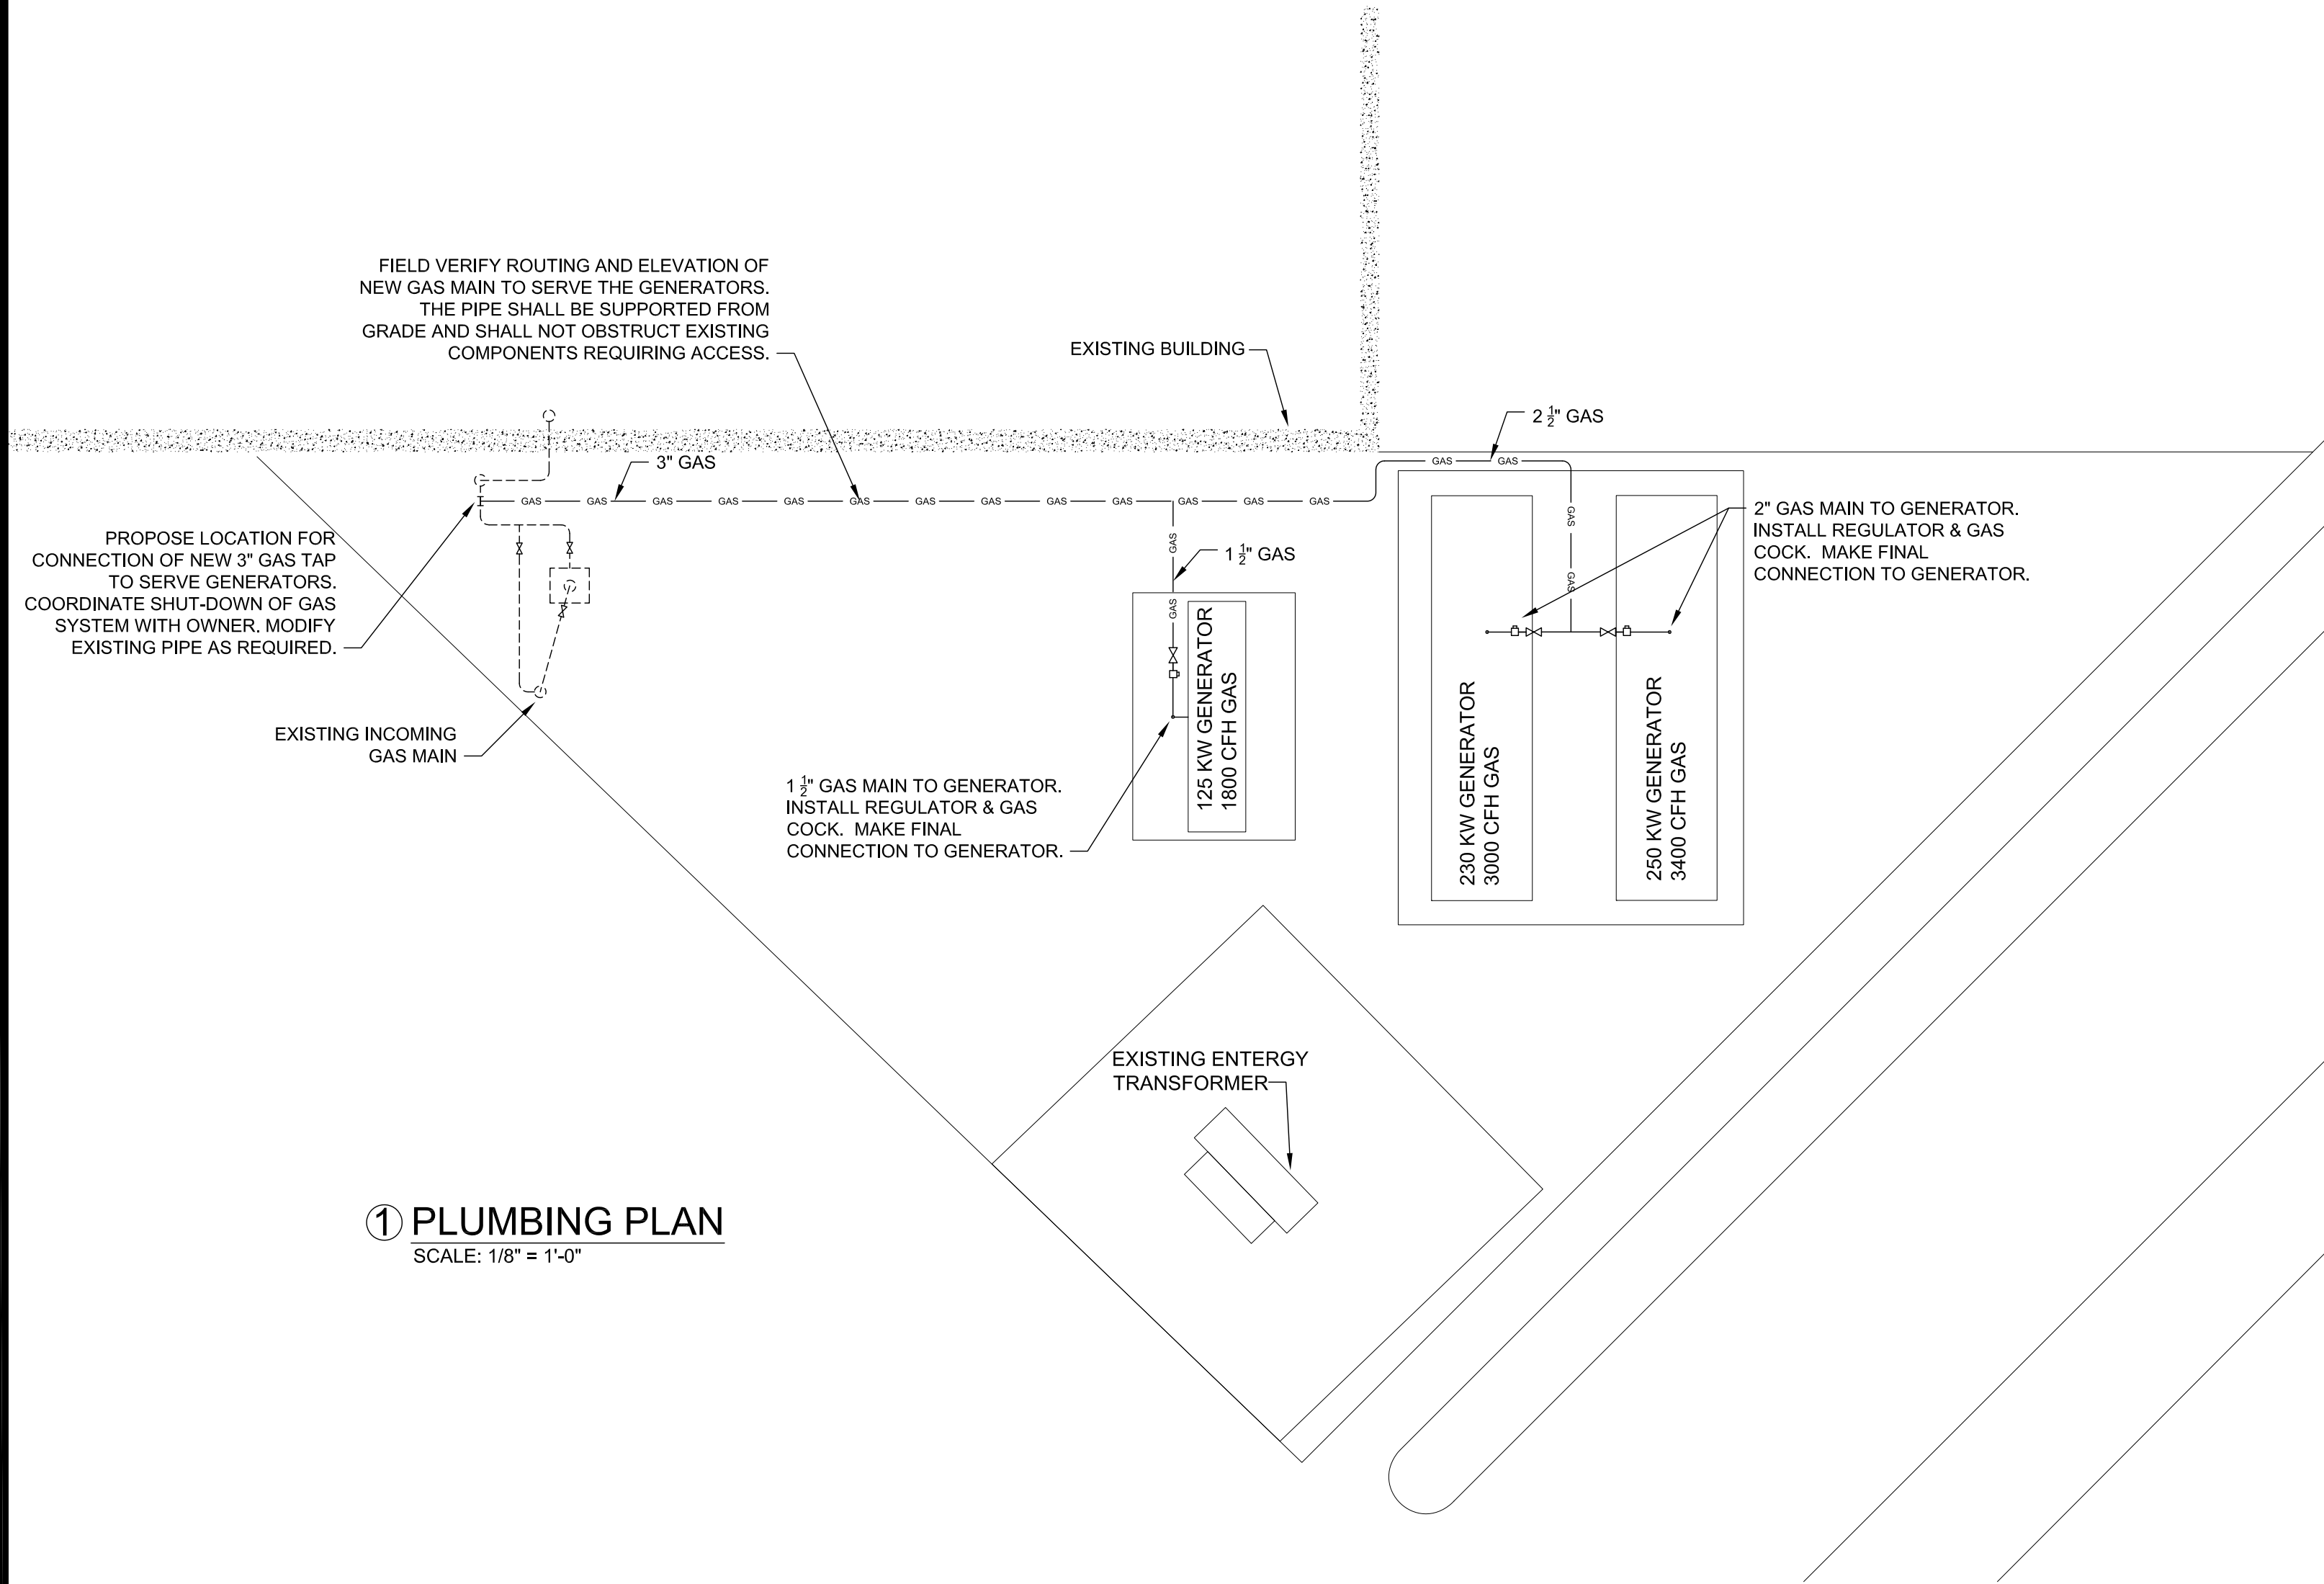 FIELD VERIFY ROUTING AND ELEVATION OF
NEW GAS MAIN TO SERVE THE GENERATORS.
THE PIPE SHALL BE SUPPORTED FROM
GRADE AND SHALL NOT OBSTRUCT EXISTING
COMPONENTS REQUIRING ACCESS.
EXISTING BUILDING
2 1/2" GAS
3" GAS
GAS GAS
GAS GAS GAS GAS GAS GAS GAS GAS GAS GAS GAS GAS GAS
PROPOSE LOCATION FOR
CONNECTION OF NEW 3" GAS TAP
TO SERVE GENERATORS.
COORDINATE SHUT-DOWN OF GAS
SYSTEM WITH OWNER. MODIFY
EXISTING PIPE AS REQUIRED.
GAS
GAS
1 1/2" GAS
GAS
GAS
2" GAS MAIN TO GENERATOR.
INSTALL REGULATOR & GAS
COCK. MAKE FINAL
CONNECTION TO GENERATOR.
EXISTING INCOMING
GAS MAIN
1 1/2" GAS MAIN TO GENERATOR.
INSTALL REGULATOR & GAS
COCK. MAKE FINAL
CONNECTION TO GENERATOR.
125 KW GENERATOR
1800 CFH GAS
230 KW GENERATOR
3000 CFH GAS
250 KW GENERATOR
3400 CFH GAS
EXISTING ENTERGY
TRANSFORMER
1 PLUMBING PLAN
SCALE: 1/8" = 1'-0"